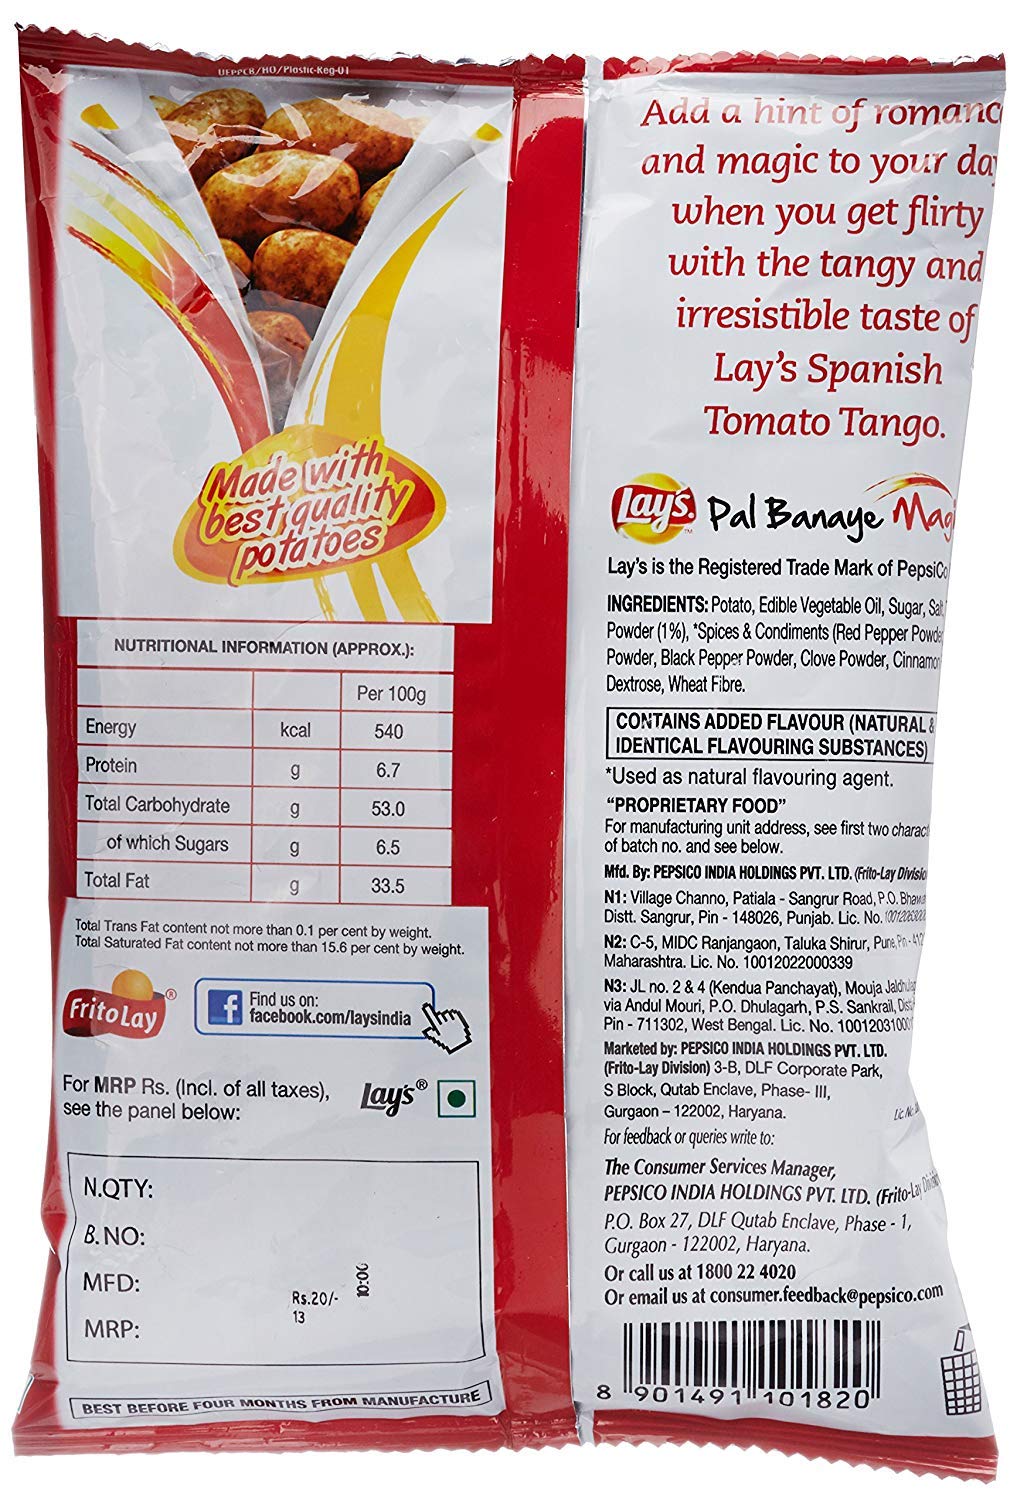 UEPPCB/HO/Plastic-Reg-01
Made with
best quality
potatoes
NUTRITIONAL INFORMATION (APPROX.):
Per 100g
Energy kcal 540
Protein g 6.7
Total Carbohydrate g 53.0
of which Sugars g 6.5
Total Fat g 33.5
Total Trans Fat content not more than 0.1 per cent by weight.
Total Saturated Fat content not more than 15.6 per cent by weight.
FritoLay®
Find us on:
facebook.com/laysindia
For MRP Rs. (Incl. of all taxes),
see the panel below:
Lay's®
N.QTY:
B.NO:
MFD:
MRP:
Rs.20/-
13
10:00
BEST BEFORE FOUR MONTHS FROM MANUFACTURE
Add a hint of romanc
and magic to your day
when you get flirty
with the tangy and
irresistible taste of
Lay's Spanish
Tomato Tango.
Lay's™ Pal Banaye Magi
Lay's is the Registered Trade Mark of PepsiCo
INGREDIENTS: Potato, Edible Vegetable Oil, Sugar, Salt,
Powder (1%), *Spices & Condiments (Red Pepper Powder
Powder, Black Pepper Powder, Clove Powder, Cinnamon
Dextrose, Wheat Fibre.
CONTAINS ADDED FLAVOUR (NATURAL &
IDENTICAL FLAVOURING SUBSTANCES)
*Used as natural flavouring agent.
"PROPRIETARY FOOD"
For manufacturing unit address, see first two charact
of batch no. and see below.
Mfd. By: PEPSICO INDIA HOLDINGS PVT. LTD. (Frito-Lay Division
N1: Village Channo, Patiala - Sangrur Road, P.O. Bhawa
Distt. Sangrur, Pin - 148026, Punjab. Lic. No.
N2: C-5, MIDC Ranjangaon, Taluka Shirur, Pune, Pin - 412
Maharashtra. Lic. No. 10012022000339
N3: JL no. 2 & 4 (Kendua Panchayat), Mouja Jaldhulag
via Andul Mouri, P.O. Dhulagarh, P.S. Sankrail, Dist.
Pin - 711302, West Bengal. Lic. No. 1001203100
Marketed by: PEPSICO INDIA HOLDINGS PVT. LTD.
(Frito-Lay Division) 3-B, DLF Corporate Park,
S Block, Qutab Enclave, Phase- III,
Gurgaon – 122002, Haryana. Lic. No.
For feedback or queries write to:
The Consumer Services Manager,
PEPSICO INDIA HOLDINGS PVT. LTD. (Frito-Lay Division
P.O. Box 27, DLF Qutab Enclave, Phase - 1,
Gurgaon - 122002, Haryana.
Or call us at 1800 22 4020
Or email us at consumer.feedback@pepsico.com
8 901491 101820